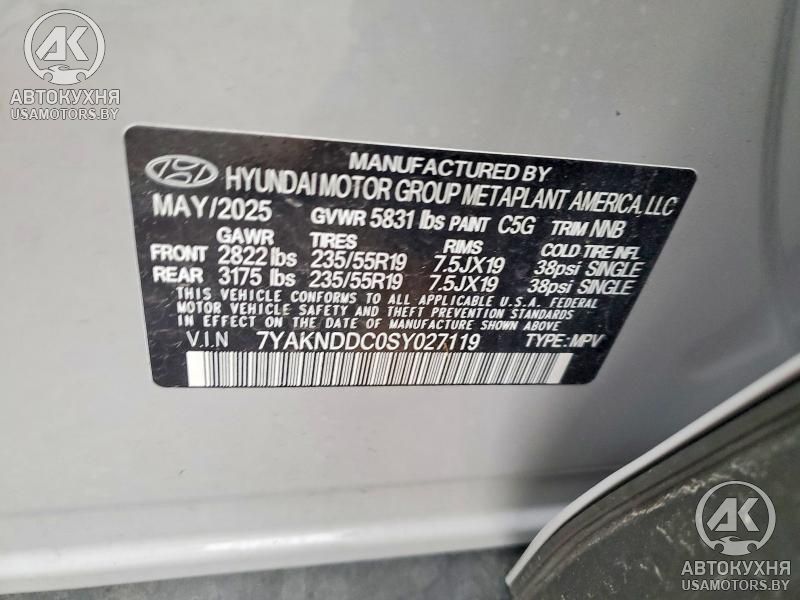 АК
АВТОКУХНЯ
USAMOTORS.BY
MANUFACTURED BY
HYUNDAI MOTOR GROUP METAPLANT AMERICA, LLC
MAY/2025 GVWR 5831 lbs PAINT C5G TRIM NNB
GAWR TIRES RIMS COLD TIRE INFL
FRONT 2822 lbs 235/55R19 7.5JX19 38psi SINGLE
REAR 3175 lbs 235/55R19 7.5JX19 38psi SINGLE
THIS VEHICLE CONFORMS TO ALL APPLICABLE U.S.A. FEDERAL
MOTOR VEHICLE SAFETY AND THEFT PREVENTION STANDARDS
IN EFFECT ON THE DATE OF MANUFACTURE SHOWN ABOVE.
V.I.N 7YAKNDDC0SY027119 TYPE: MPV
АК
АВТОКУХНЯ
USAMOTORS.BY